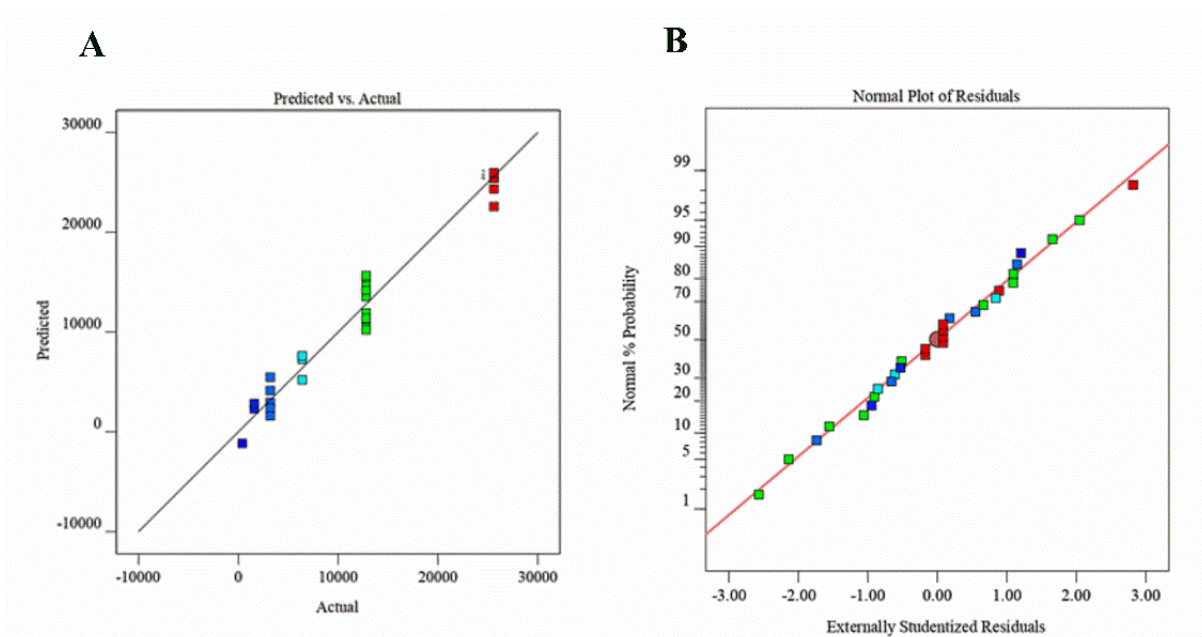 A
B
Predicted vs. Actual
30000
20000
10000
0
-10000
Predicted
-10000 0 10000 20000 30000
Actual
Normal Plot of Residuals
99
95
90
80
70
50
30
20
10
5
1
Normal % Probability
-3.00 -2.00 -1.00 0.00 1.00 2.00 3.00
Externally Studentized Residuals